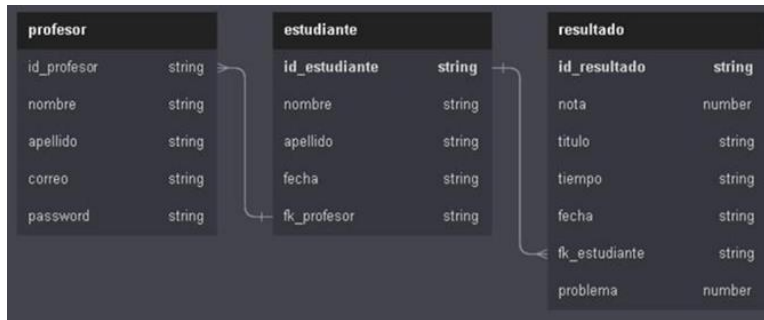 profesor
id_profesor string
nombre string
apellido string
correo string
password string
estudiante
id_estudiante string
nombre string
apellido string
fecha string
fk_profesor string
resultado
id_resultado string
nota number
titulo string
tiempo string
fecha string
fk_estudiante string
problema number